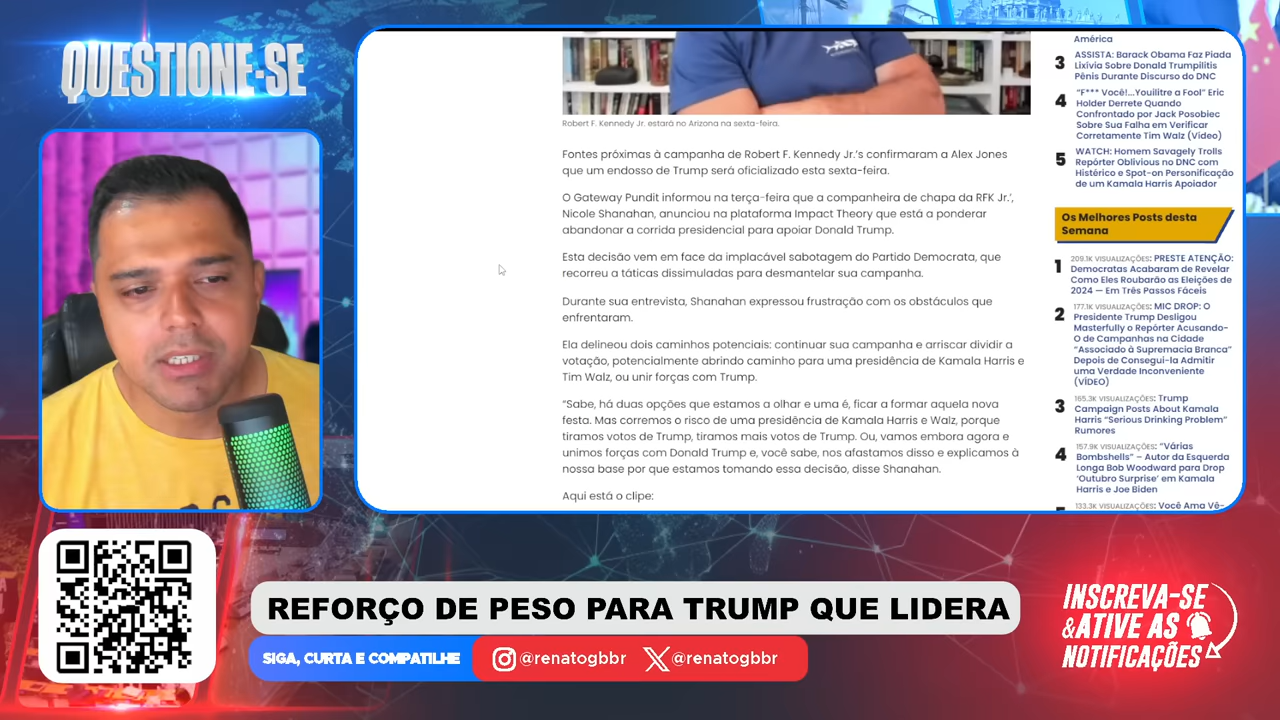 QUESTIONE-SE
Robert F. Kennedy Jr. estará no Arizona na sexta-feira.
Fontes próximas à campanha de Robert F. Kennedy Jr.'s confirmaram a Alex Jones
que um endosso de Trump será oficializado esta sexta-feira.
O Gateway Pundit informou na terça-feira que a companheira de chapa da RFK Jr.',
Nicole Shanahan, anunciou na plataforma Impact Theory que está a ponderar
abandonar a corrida presidencial para apoiar Donald Trump.
Esta decisão vem em face da implacável sabotagem do Partido Democrata, que
recorreu a táticas dissimuladas para desmantelar sua campanha.
Durante sua entrevista, Shanahan expressou frustração com os obstáculos que
enfrentaram.
Ela delineou dois caminhos potenciais: continuar sua campanha e arriscar dividir a
votação, potencialmente abrindo caminho para uma presidência de Kamala Harris e
Tim Walz, ou unir forças com Trump.
"Sabe, há duas opções que estamos a olhar e uma é, ficar a formar aquela nova
festa. Mas corremos o risco de uma presidência de Kamala Harris e Walz, porque
tiramos votos de Trump, tiramos mais votos de Trump. Ou, vamos embora agora e
unimos forças com Donald Trump e, você sabe, nos afastamos disso e explicamos à
nossa base por que estamos tomando essa decisão, disse Shanahan.
Aqui está o clipe:
América
3 ASSISTA: Barack Obama Faz Piada
Lixívia Sobre Donald Trumpilitis
Pênis Durante Discurso do DNC
4 "F*** Você!...Youilitre a Fool" Eric
Holder Derrete Quando
Confrontado por Jack Posobiec
Sobre Sua Falha em Verificar
Corretamente Tim Walz (Vídeo)
5 WATCH: Homem Savagely Trolls
Repórter Oblivious no DNC com
Histérico e Spot-on Personificação
de um Kamala Harris Apoiador
Os Melhores Posts desta
Semana
1 209.1K VISUALIZAÇÕES: PRESTE ATENÇÃO:
Democratas Acabaram de Revelar
Como Eles Roubarão as Eleições de
2024 — Em Três Passos Fáceis
2 177.1K VISUALIZAÇÕES: MIC DROP: O
Presidente Trump Desligou
Masterfully o Repórter Acusando-
O de Campanhas na Cidade
"Associado à Supremacia Branca"
Depois de Consegui-la Admitir
uma Verdade Inconveniente
(VÍDEO)
3 165.3K VISUALIZAÇÕES: Trump
Campaign Posts About Kamala
Harris "Serious Drinking Problem"
Rumores
4 157.9K VISUALIZAÇÕES: "Várias
Bombshells" – Autor da Esquerda
Longa Bob Woodward para Drop
'Outubro Surprise' em Kamala
Harris e Joe Biden
133.3K VISUALIZAÇÕES: Você Ama Vê-
REFORÇO DE PESO PARA TRUMP QUE LIDERA
SIGA, CURTA E COMPATILHE
@renatogbbr
@renatogbbr
INSCREVA-SE
&ATIVE AS
NOTIFICAÇÕES